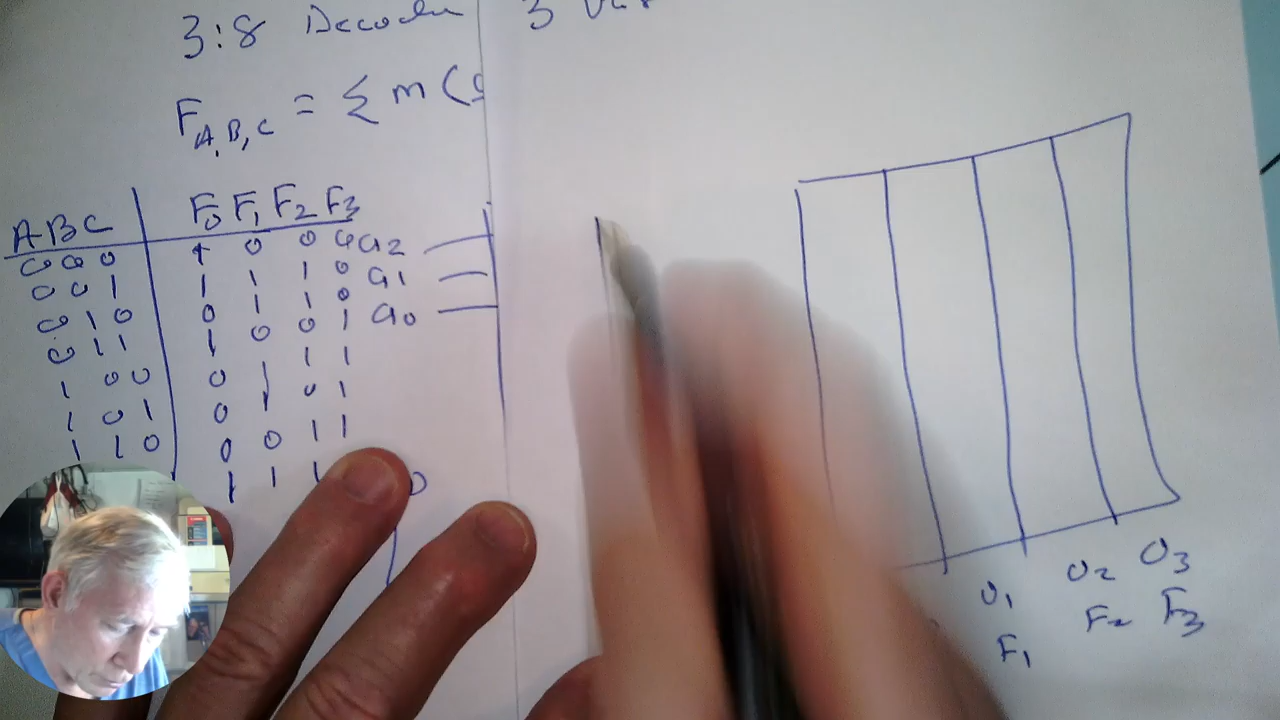 3:8 Decoder
3
F A,B,C = Σ m (
A B C F0 F1 F2 F3
0 0 0 1 0 0 0 a2
0 0 1 1 1 1 0 a1
0 1 0 0 1 1 0 a0
0 1 1 1 0 0 1
1 0 0 0 1 1 1
1 0 1 0 1 0 1
1 1 0 0 0 1 1
1 1 1
0
O1 O2 O3
F1 F2 F3